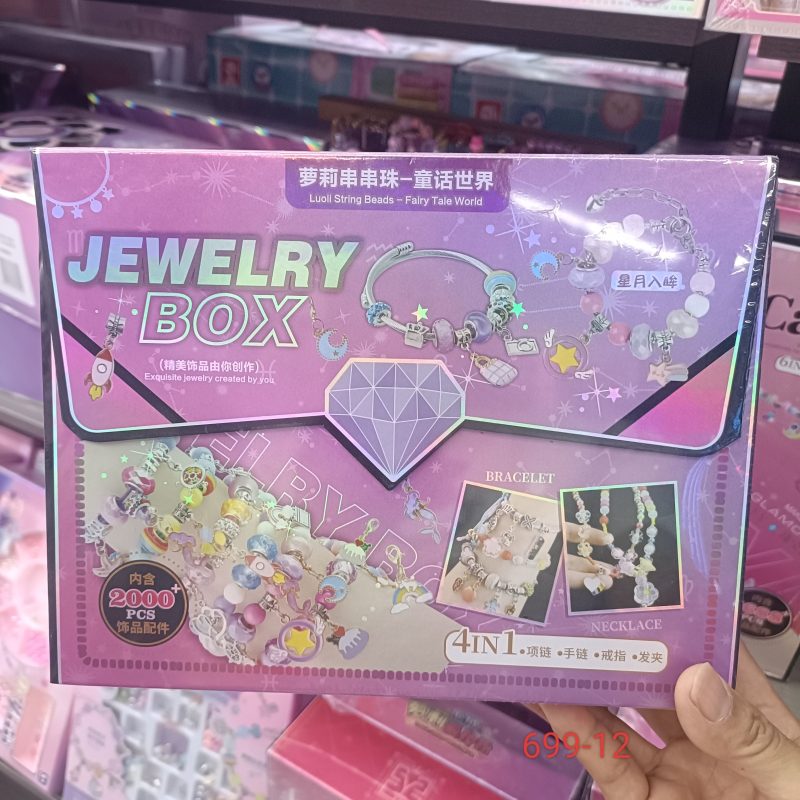 萝莉串串珠-童话世界
Luoli String Beads - Fairy Tale World
JEWELRY
BOX
(精美饰品由你创作)
Exquisite jewelry created by you
星月入眸
BRACELET
NECKLACE
内含
2000+
PCS
饰品配件
4IN1•项链 •手链 •戒指 •发夹
699-12